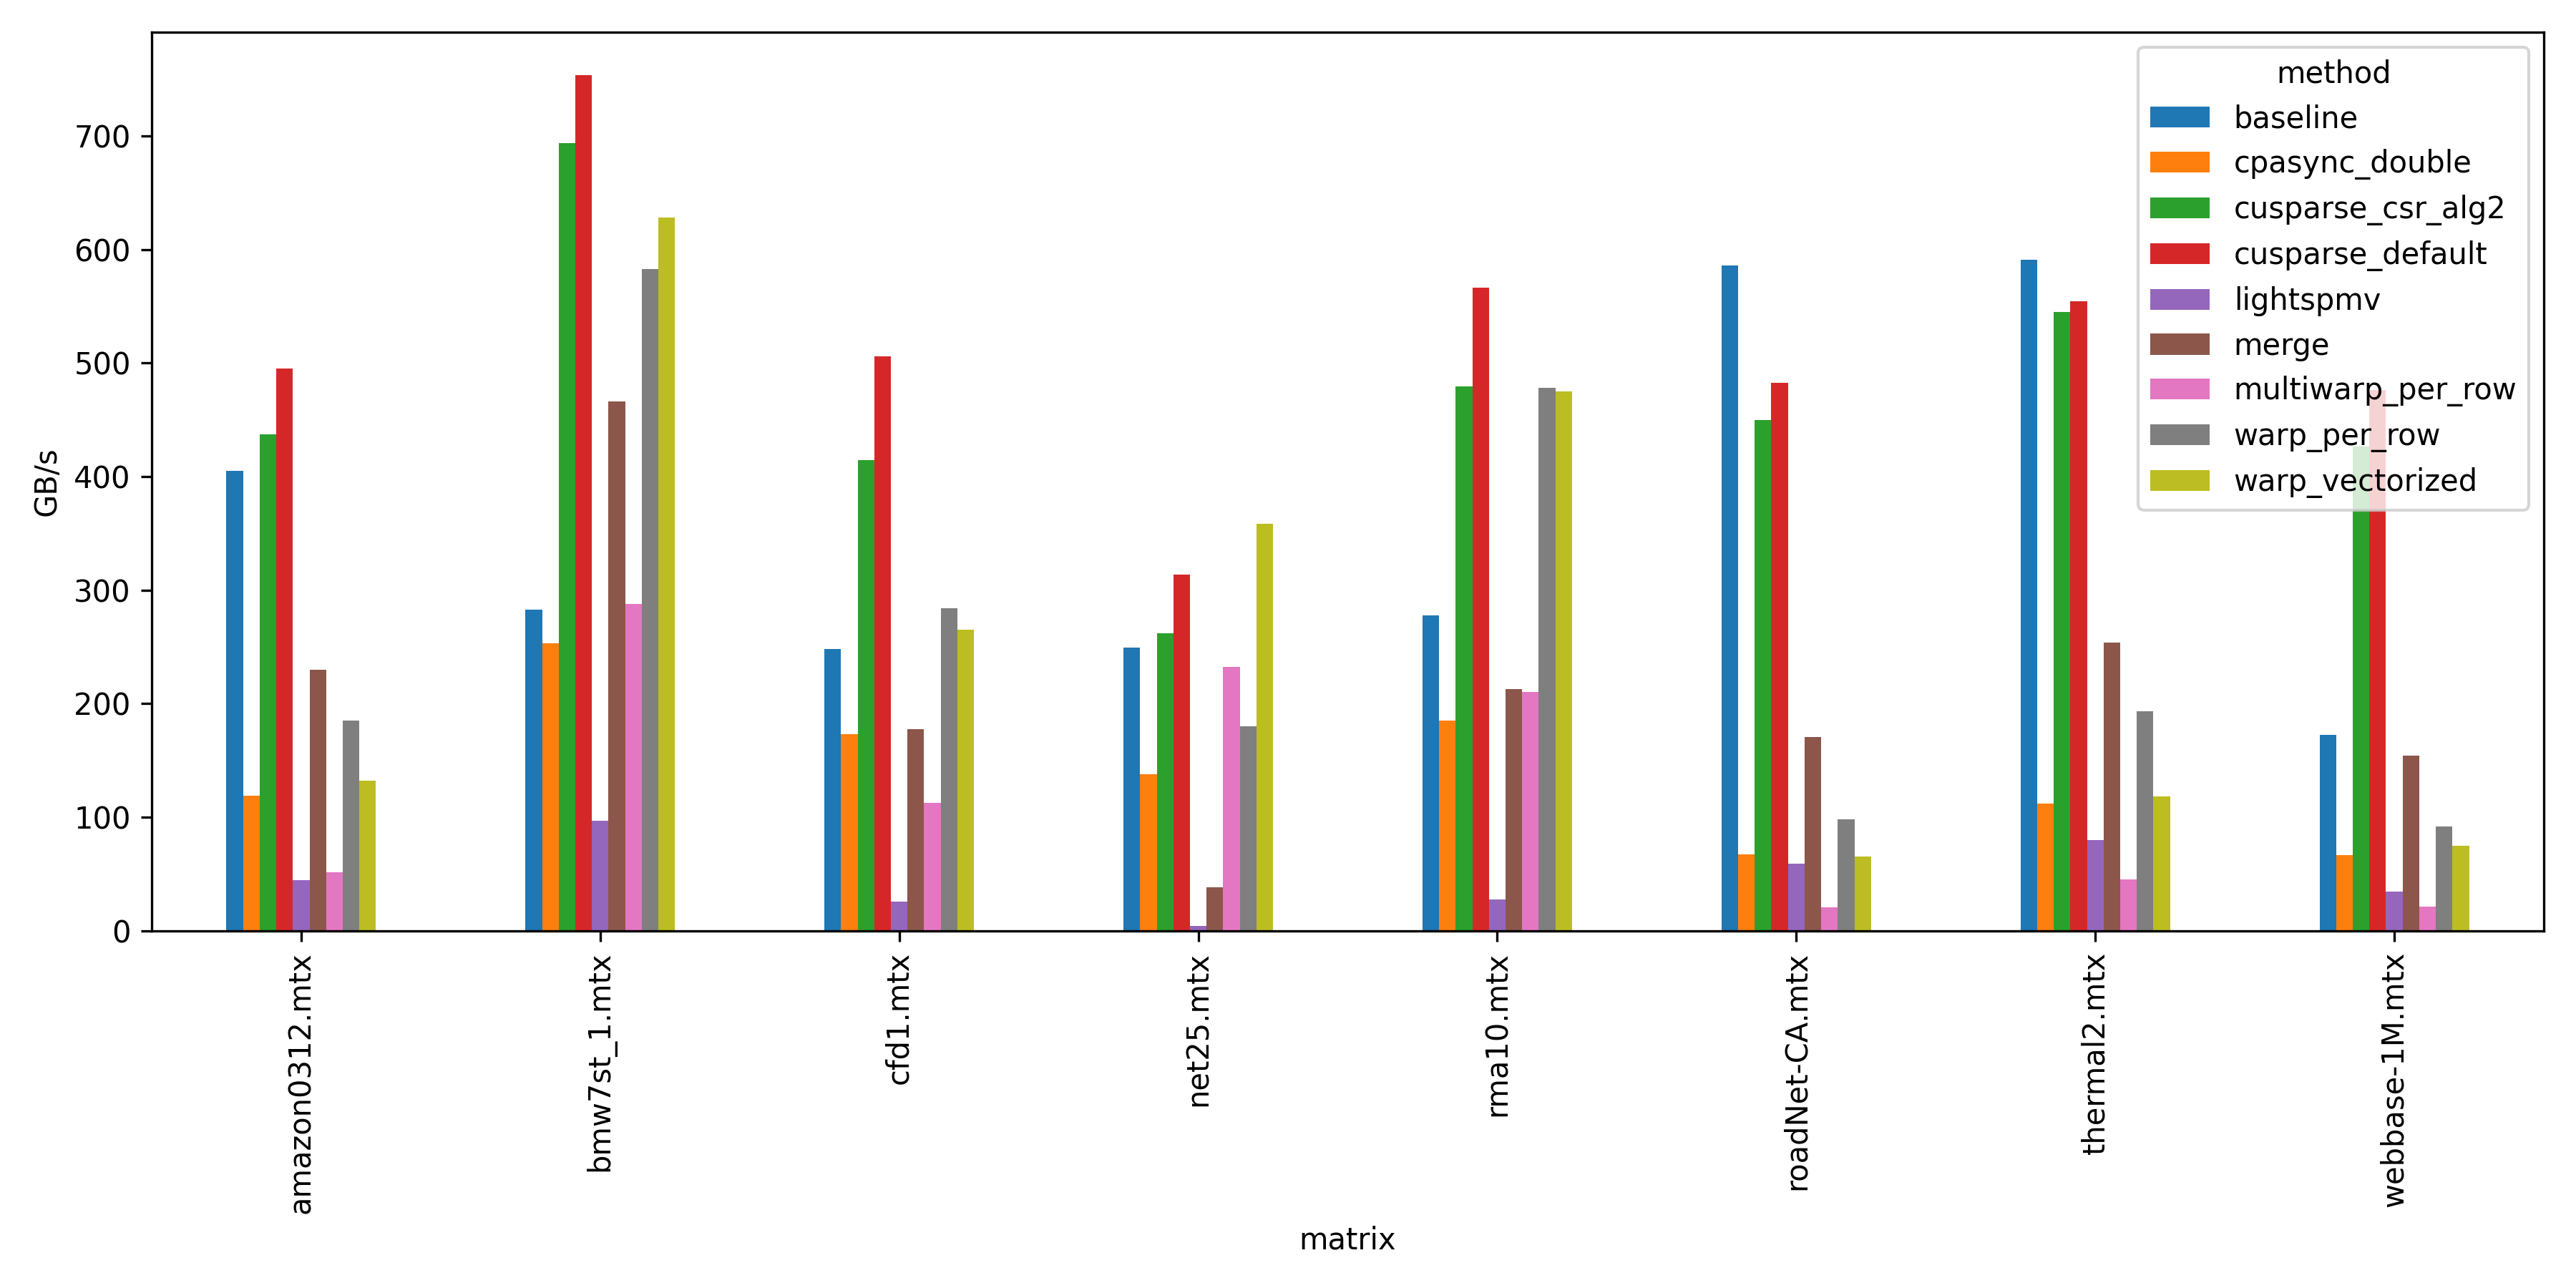 method
baseline
cpasync_double
cusparse_csr_alg2
cusparse_default
lightspmv
merge
multiwarp_per_row
warp_per_row
warp_vectorized
GB/s
700
600
500
400
300
200
100
0
amazon0312.mtx
bmw7st_1.mtx
cfd1.mtx
net25.mtx
rma10.mtx
roadNet-CA.mtx
thermal2.mtx
webbase-1M.mtx
matrix